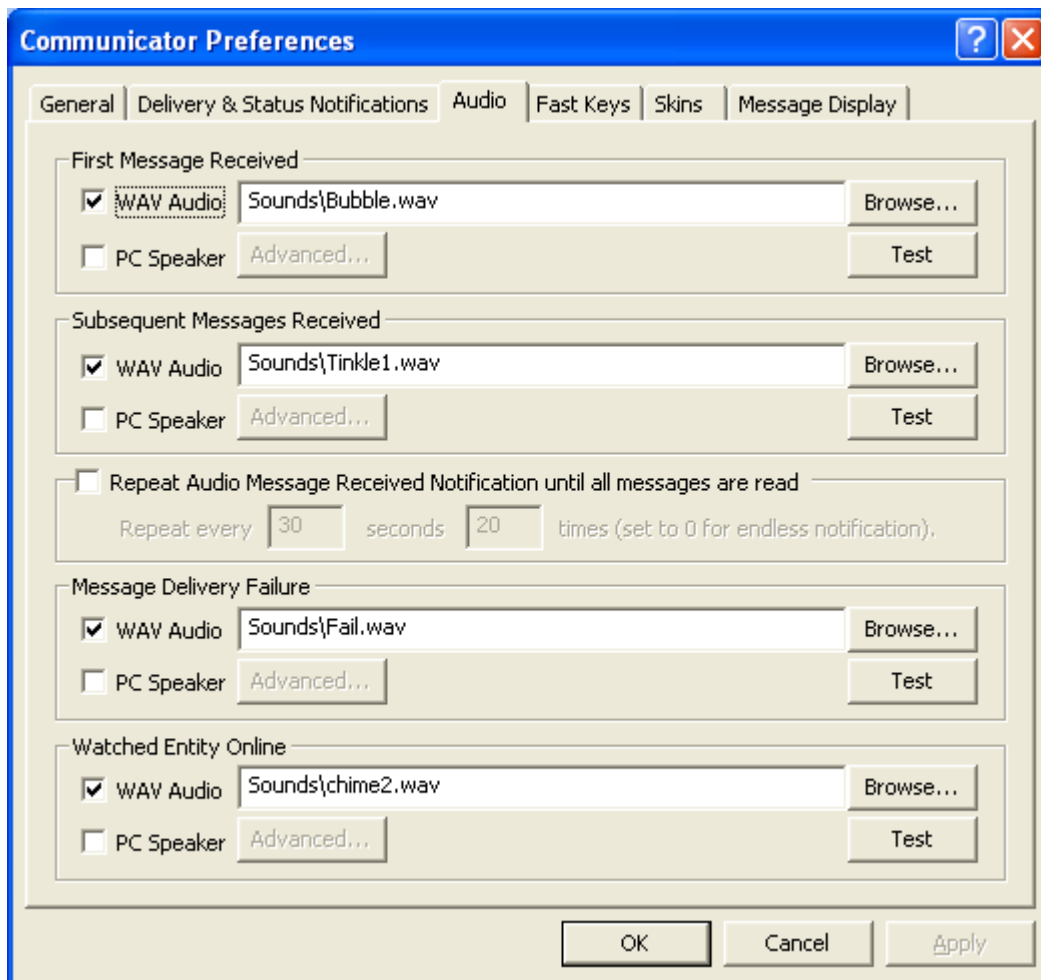 Communicator Preferences
General Delivery & Status Notifications Audio Fast Keys Skins Message Display
First Message Received
WAV Audio Sounds\Bubble.wav Browse...
PC Speaker Advanced... Test
Subsequent Messages Received
WAV Audio Sounds\Tinkle1.wav Browse...
PC Speaker Advanced... Test
Repeat Audio Message Received Notification until all messages are read
Repeat every 30 seconds 20 times (set to 0 for endless notification).
Message Delivery Failure
WAV Audio Sounds\Fail.wav Browse...
PC Speaker Advanced... Test
Watched Entity Online
WAV Audio Sounds\chime2.wav Browse...
PC Speaker Advanced... Test
OK Cancel Apply